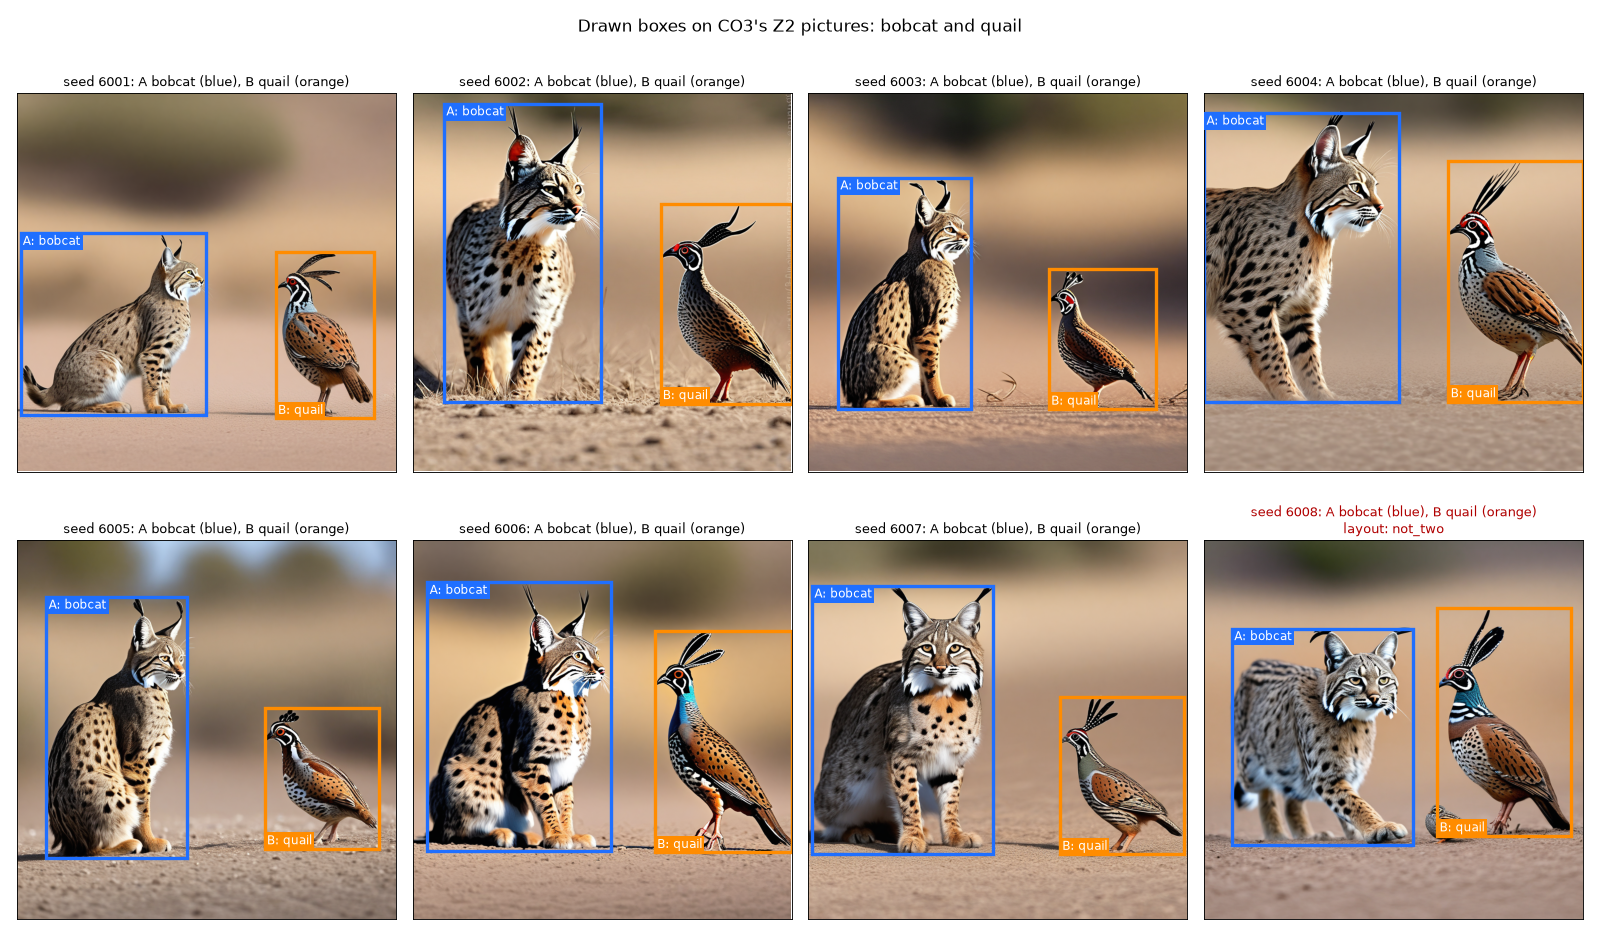 Drawn boxes on CO3's Z2 pictures: bobcat and quail
seed 6001: A bobcat (blue), B quail (orange)
seed 6002: A bobcat (blue), B quail (orange)
seed 6003: A bobcat (blue), B quail (orange)
seed 6004: A bobcat (blue), B quail (orange)
A: bobcat
B: quail
A: bobcat
B: quail
A: bobcat
B: quail
A: bobcat
B: quail
seed 6005: A bobcat (blue), B quail (orange)
seed 6006: A bobcat (blue), B quail (orange)
seed 6007: A bobcat (blue), B quail (orange)
seed 6008: A bobcat (blue), B quail (orange)
layout: not_two
A: bobcat
B: quail
A: bobcat
B: quail
A: bobcat
B: quail
A: bobcat
B: quail